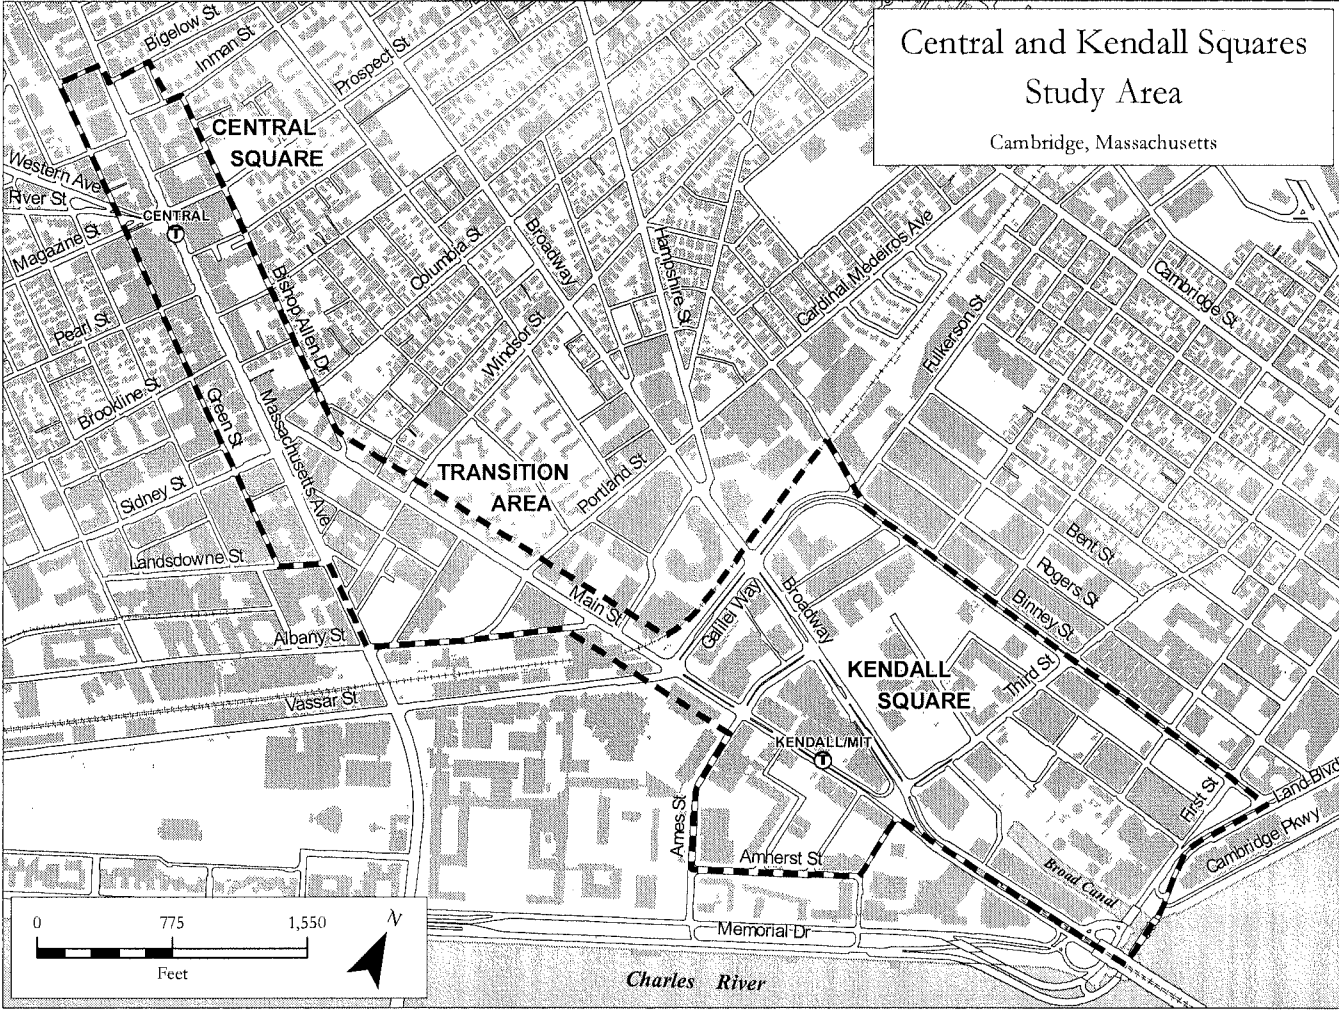 Central and Kendall Squares
Study Area
Cambridge, Massachusetts
Bigelow St
Inman St
Prospect St
CENTRAL
SQUARE
Western Ave
River St
CENTRAL
T
Magazine St
Columbia St
Broadway
Hampshire St
Cardinal Medeiros Ave
Cambridge St
Bishop Allen Dr
Pearl St
Windsor St
Fulkerson St
Brookline St
Green St
Massachusetts Ave
TRANSITION
AREA
Portland St
Sidney St
Landsdowne St
Bent St
Rogers St
Binney St
Main St
Galilei Way
Broadway
Albany St
KENDALL
SQUARE
Third St
Vassar St
KENDALL/MIT
T
First St
Land Blvd
Cambridge Pkwy
Ames St
Amherst St
Broad Canal
Memorial Dr
Charles River
0 775 1,550
Feet
N